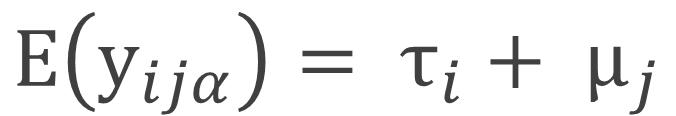 E(y_{ijα}) = τ_i + μ_j